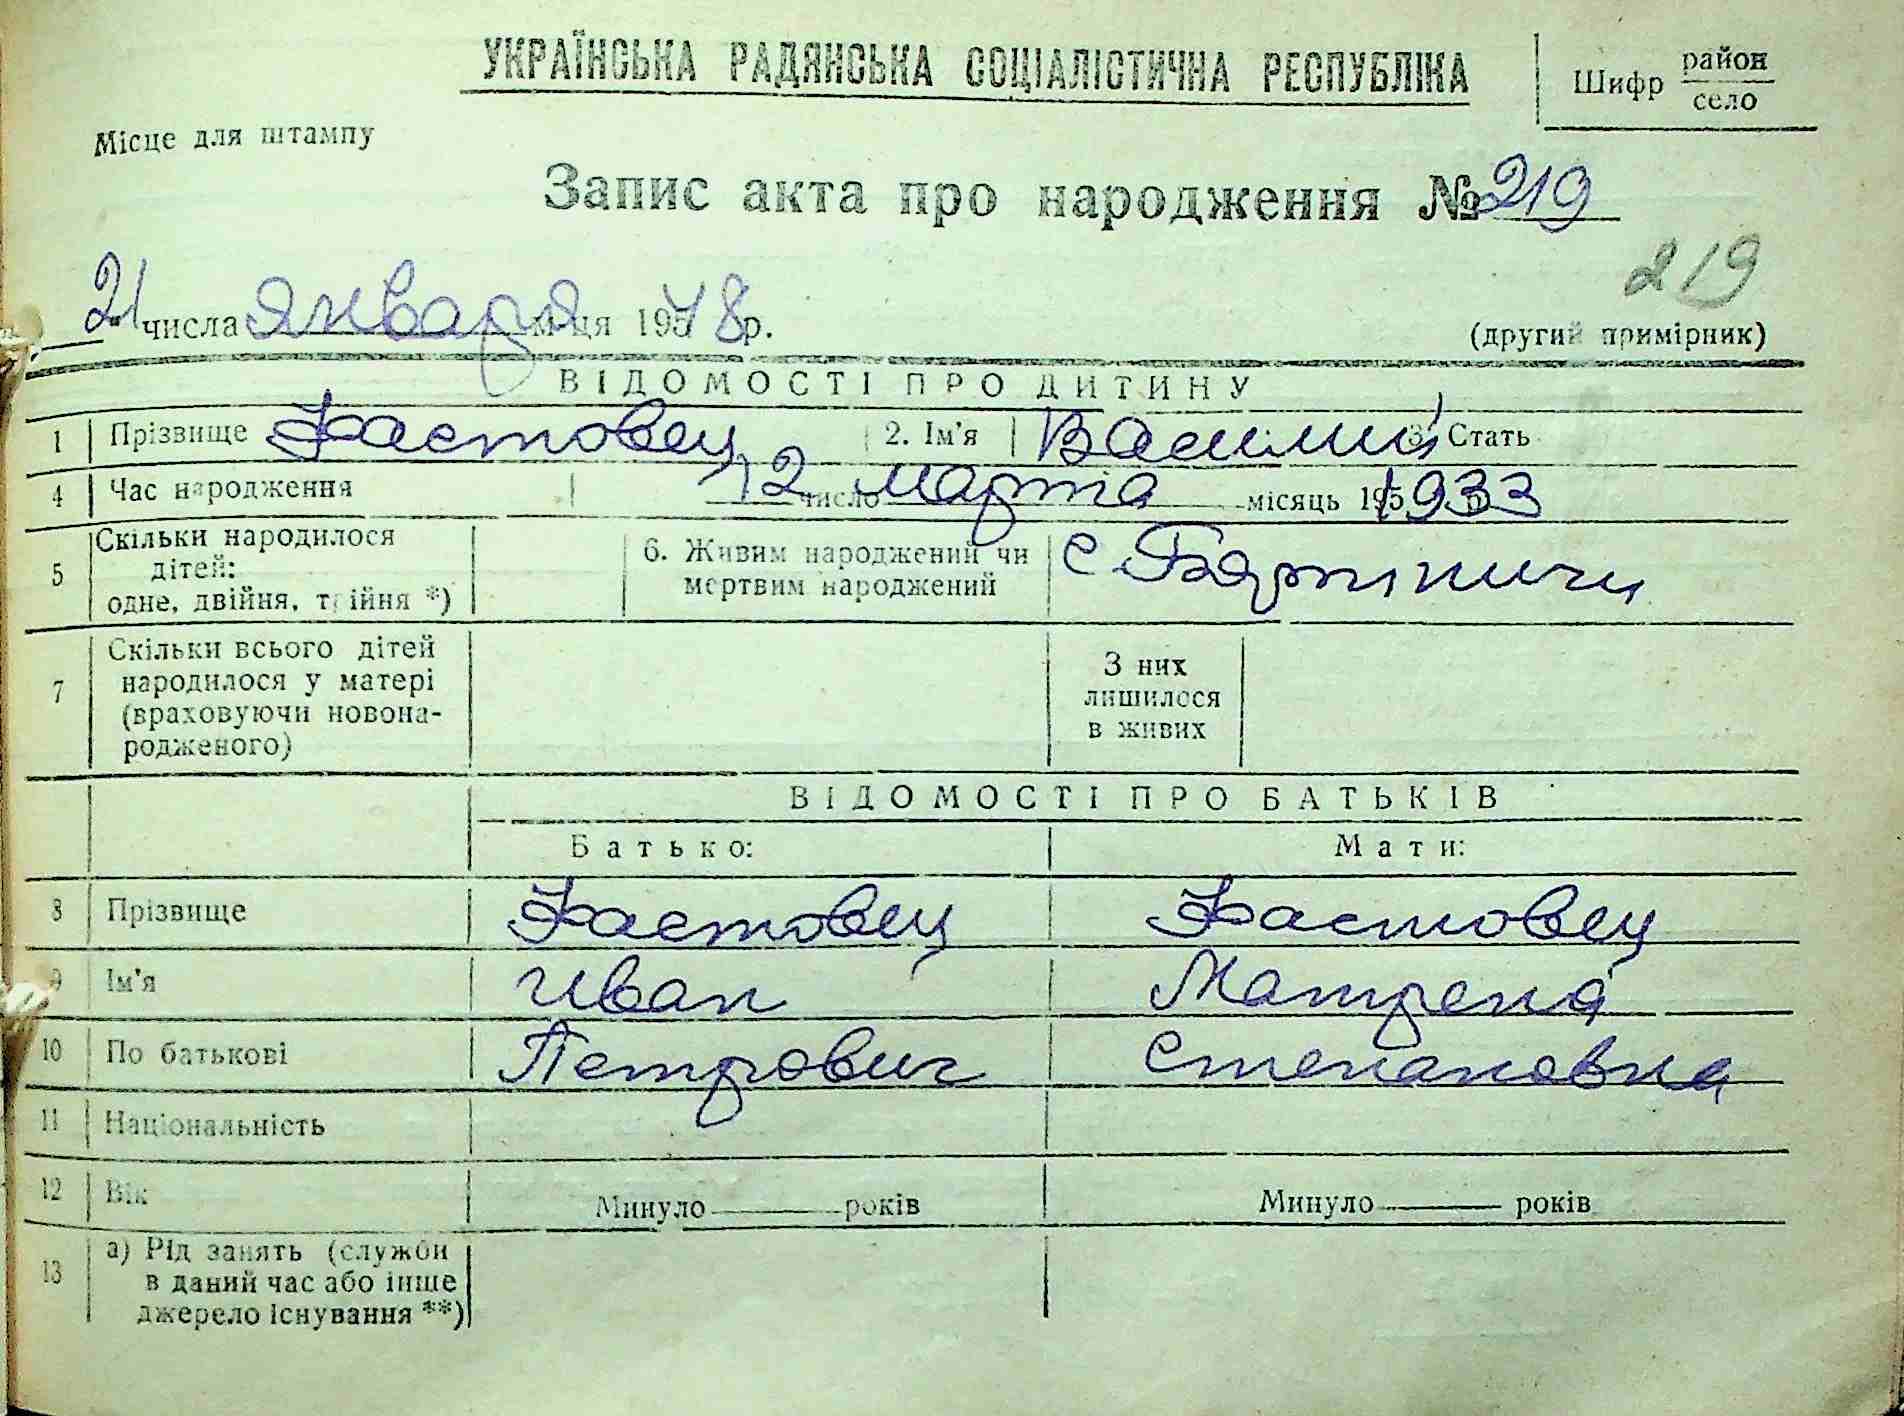 УКРАЇНСЬКА РАДЯНСЬКА СОЦІАЛІСТИЧНА РЕСПУБЛІКА
Шифр район
село
Місце для штампу
Запис акта про народження № 219
219
21 числа января м-ця 1948 р.
(другий примірник)
ВІДОМОСТІ ПРО ДИТИНУ
1 Прізвище Фастовец 2. Ім'я Василий 3. Стать
4 Час народження 12 число марта місяць 1933
5 Скільки народилося
дітей:
одне, двійня, трійня *)
6. Живим народжений чи
мертвим народжений
с.
7 Скільки всього дітей
народилося у матері
(враховуючи новона-
родженого)
З них
лишилося
в живих
ВІДОМОСТІ ПРО БАТЬКІВ
Батько: Мати:
8 Прізвище Фастовец Фастовец
9 Ім'я Иван Матрена
10 По батькові Петрович Степановна
11 Національність
12 Вік Минуло років Минуло років
13 а) Рід занять (служби
в даний час або інше
джерело існування **)